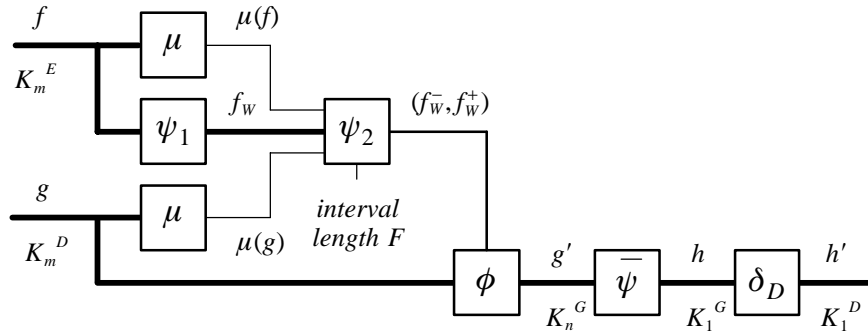 f
μ
μ(f)
K_m^E
ψ_1
f_W
ψ_2
(f_W^-, f_W^+)
g
μ
interval
length F
K_m^D
μ(g)
ϕ
g′
ψ̅
h
δ_D
h′
K_n^G
K_1^G
K_1^D